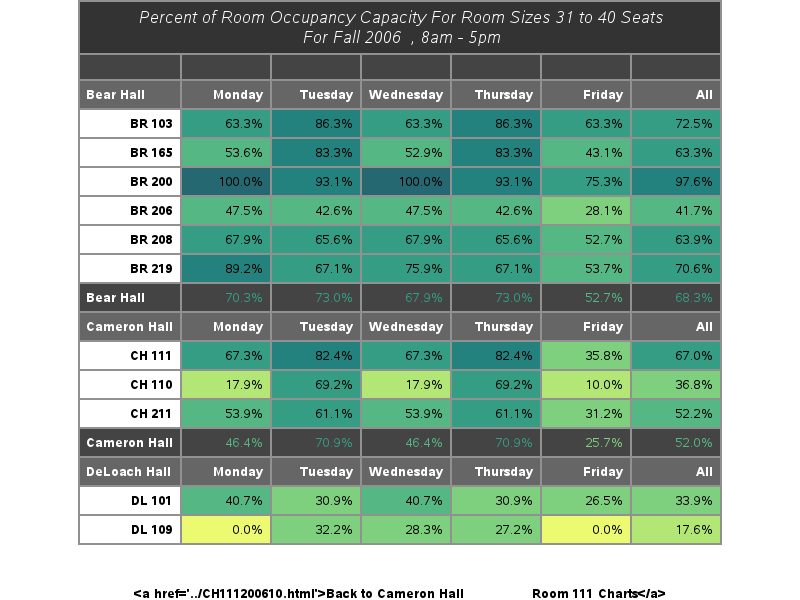 Percent of Room Occupancy Capacity For Room Sizes 31 to 40 Seats
For Fall 2006 , 8am - 5pm
Bear Hall Monday Tuesday Wednesday Thursday Friday All
BR 103 63.3% 86.3% 63.3% 86.3% 63.3% 72.5%
BR 165 53.6% 83.3% 52.9% 83.3% 43.1% 63.3%
BR 200 100.0% 93.1% 100.0% 93.1% 75.3% 97.6%
BR 206 47.5% 42.6% 47.5% 42.6% 28.1% 41.7%
BR 208 67.9% 65.6% 67.9% 65.6% 52.7% 63.9%
BR 219 89.2% 67.1% 75.9% 67.1% 53.7% 70.6%
Bear Hall 70.3% 73.0% 67.9% 73.0% 52.7% 68.3%
Cameron Hall Monday Tuesday Wednesday Thursday Friday All
CH 111 67.3% 82.4% 67.3% 82.4% 35.8% 67.0%
CH 110 17.9% 69.2% 17.9% 69.2% 10.0% 36.8%
CH 211 53.9% 61.1% 53.9% 61.1% 31.2% 52.2%
Cameron Hall 46.4% 70.9% 46.4% 70.9% 25.7% 52.0%
DeLoach Hall Monday Tuesday Wednesday Thursday Friday All
DL 101 40.7% 30.9% 40.7% 30.9% 26.5% 33.9%
DL 109 0.0% 32.2% 28.3% 27.2% 0.0% 17.6%
<a href='../CH111200610.html'>Back to Cameron Hall Room 111 Charts</a>